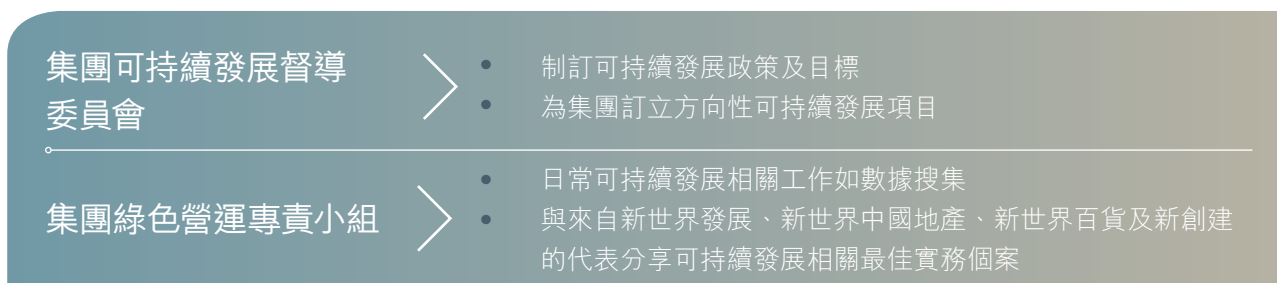 集團可持續發展督導
委員會
• 制訂可持續發展政策及目標
• 為集團訂立方向性可持續發展項目
集團綠色營運專責小組
• 日常可持續發展相關工作如數據搜集
• 與來自新世界發展、新世界中國地產、新世界百貨及新創建
的代表分享可持續發展相關最佳實務個案